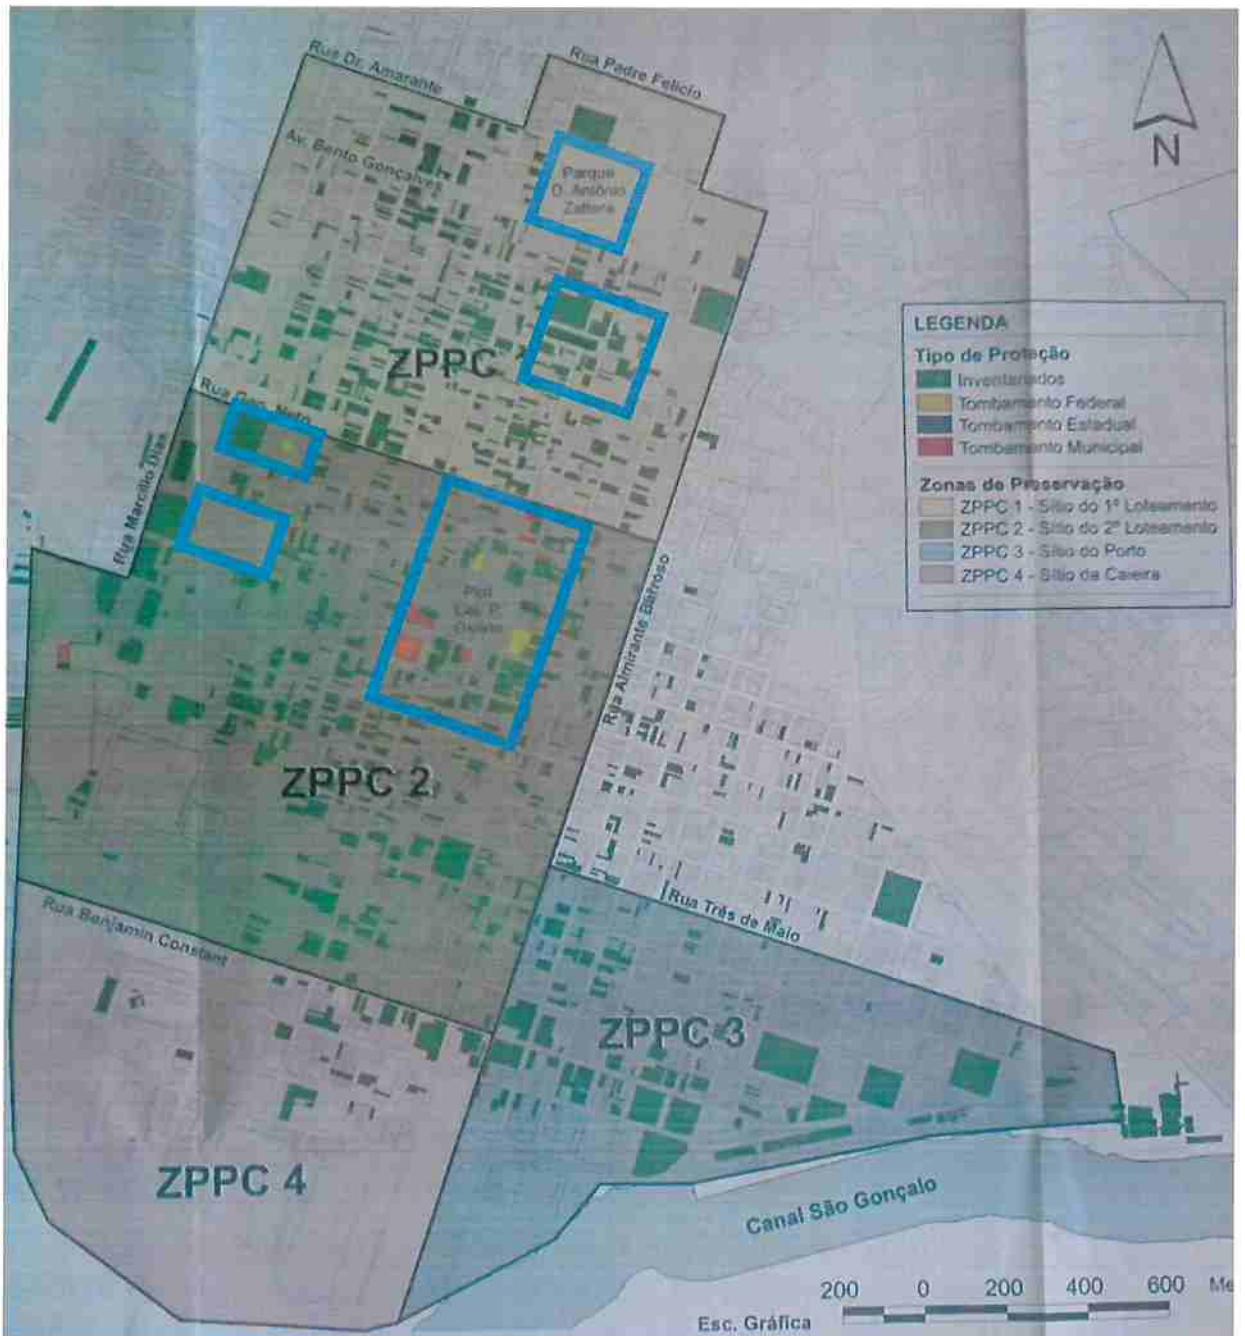 Rua Dr. Amarante
Rua Padre Felício
Av. Bento Gonçalves
Parque
D. Antônio
Zattera
N
ZPPC
Rua Gen. Neto
Rua Marcílio Dias
LEGENDA
Tipo de Proteção
Inventariados
Tombamento Federal
Tombamento Estadual
Tombamento Municipal
Zonas de Preservação
ZPPC 1 - Sítio do 1º Loteamento
ZPPC 2 - Sítio do 2º Loteamento
ZPPC 3 - Sítio do Porto
ZPPC 4 - Sítio da Caieira
Rua Almirante Barroso
ZPPC 2
Rua Três de Maio
Rua Benjamin Constant
ZPPC 3
ZPPC 4
Canal São Gonçalo
200 0 200 400 600 Me
Esc. Gráfica